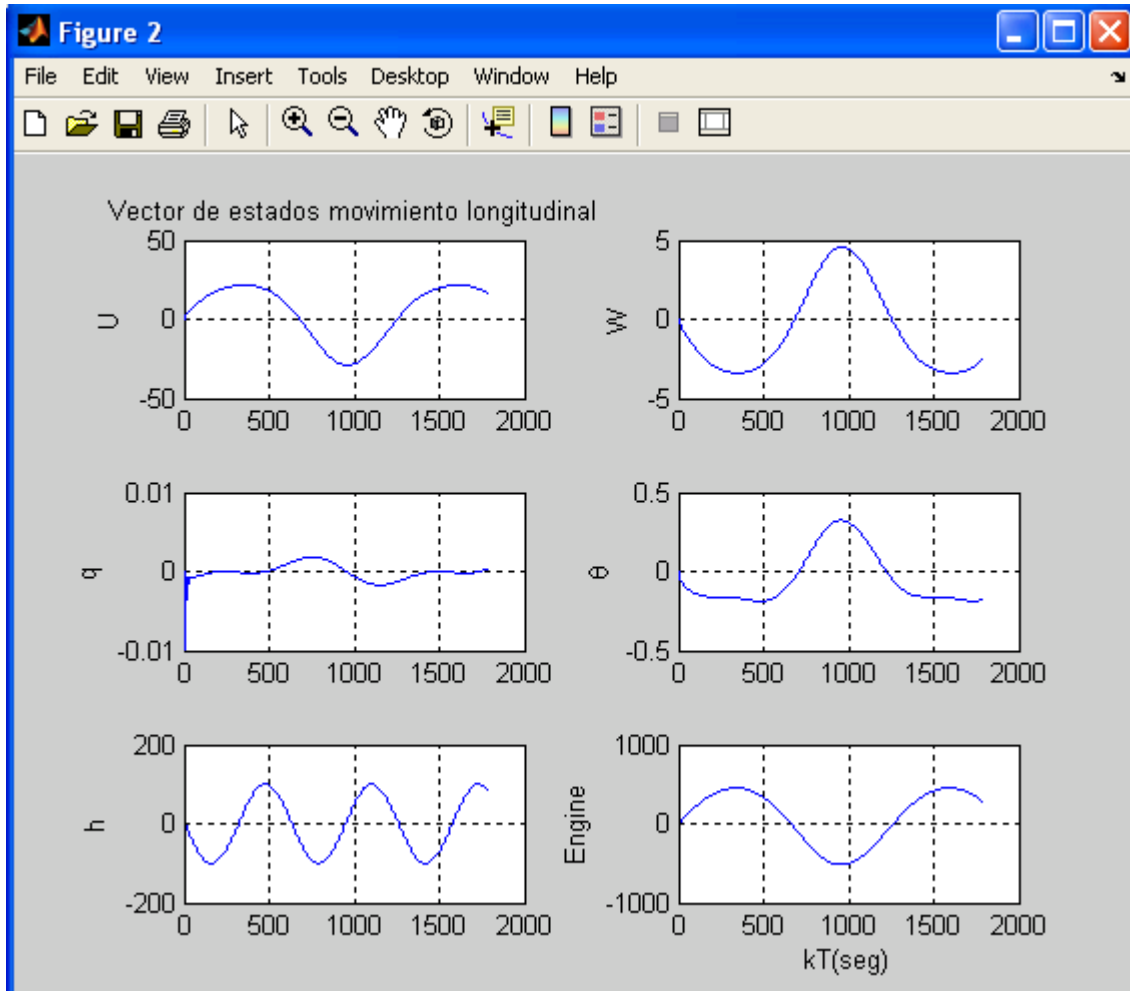 Figure 2
File Edit View Insert Tools Desktop Window Help
Vector de estados movimiento longitudinal
U
50
0
-50
0 500 1000 1500 2000
W
5
0
-5
0 500 1000 1500 2000
q
0.01
0
-0.01
0 500 1000 1500 2000
θ
0.5
0
-0.5
0 500 1000 1500 2000
h
200
0
-200
0 500 1000 1500 2000
Engine
1000
0
-1000
0 500 1000 1500 2000
kT(seg)